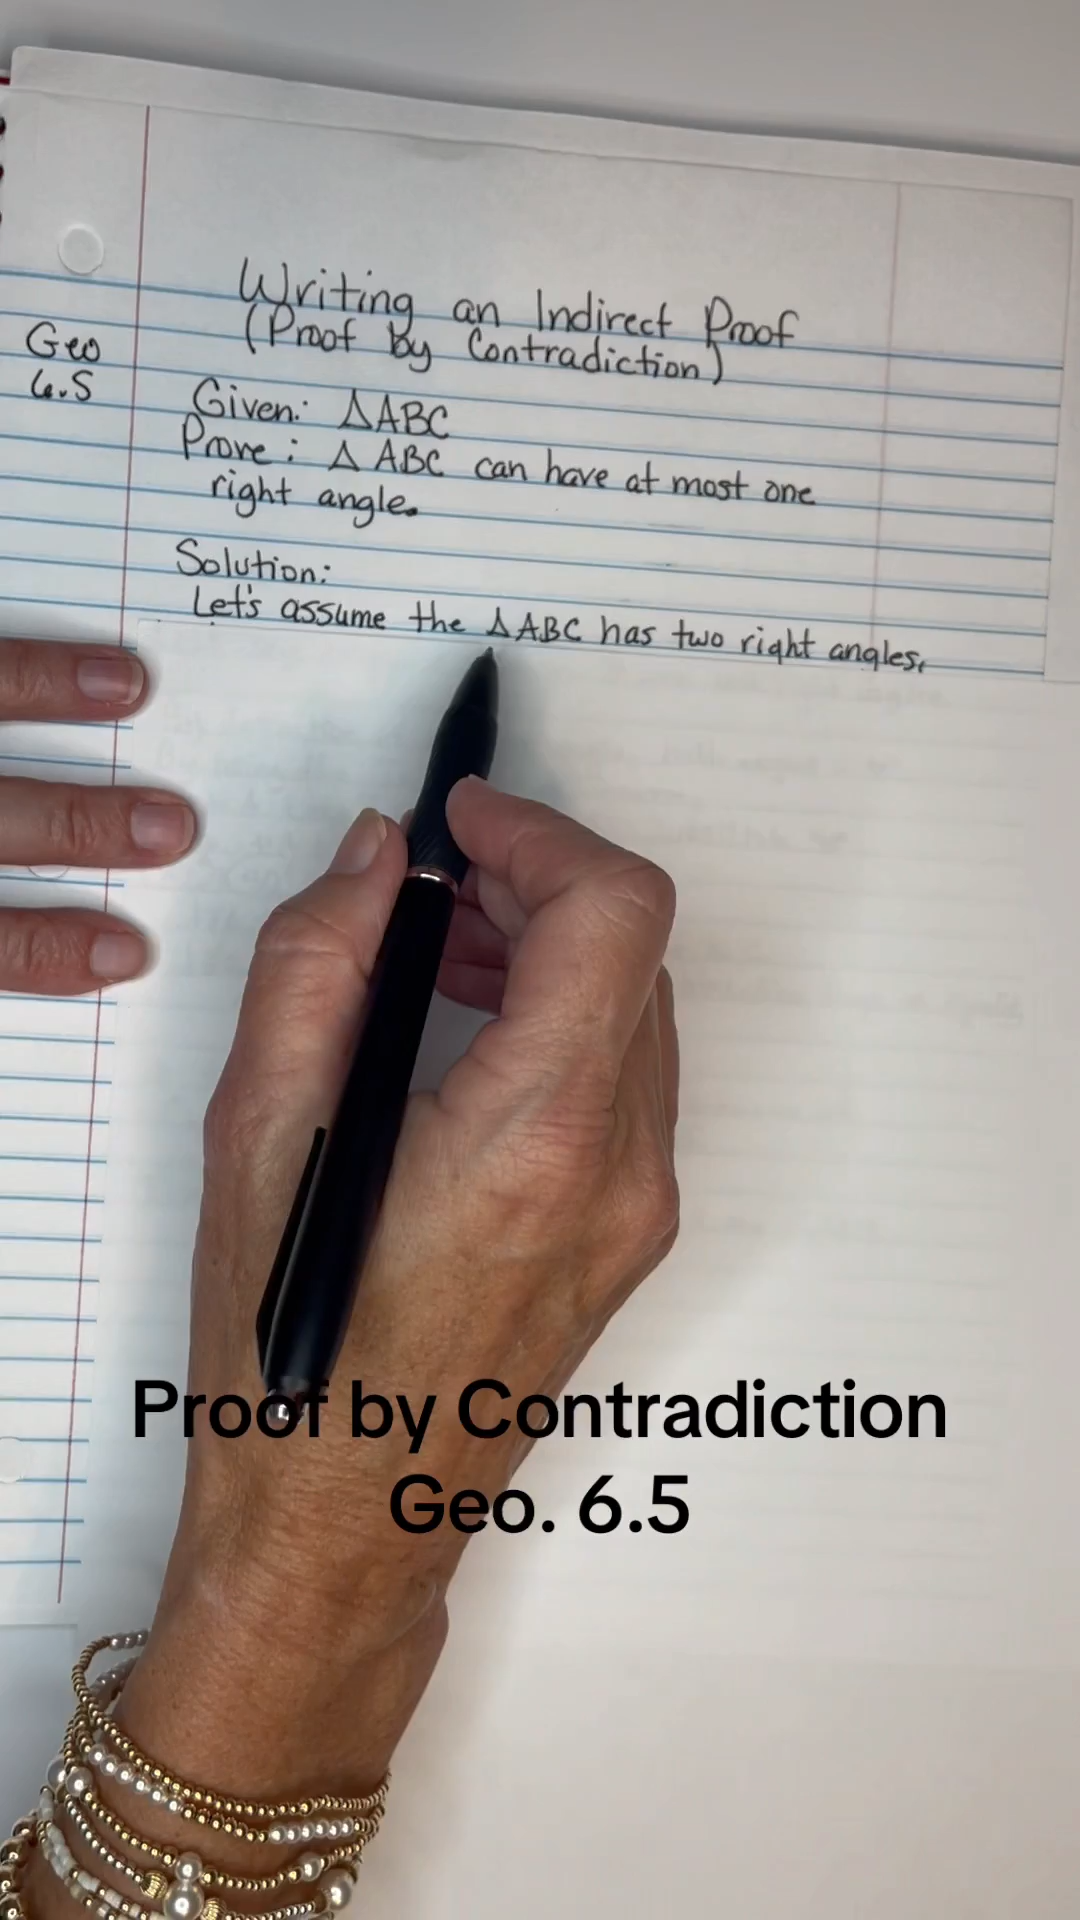 Writing an Indirect Proof
(Proof by Contradiction)
Geo
6.5
Given: △ABC
Prove: △ABC can have at most one
right angle.
Solution:
Let's assume the △ABC has two right angles.
Proof by Contradiction
Geo. 6.5